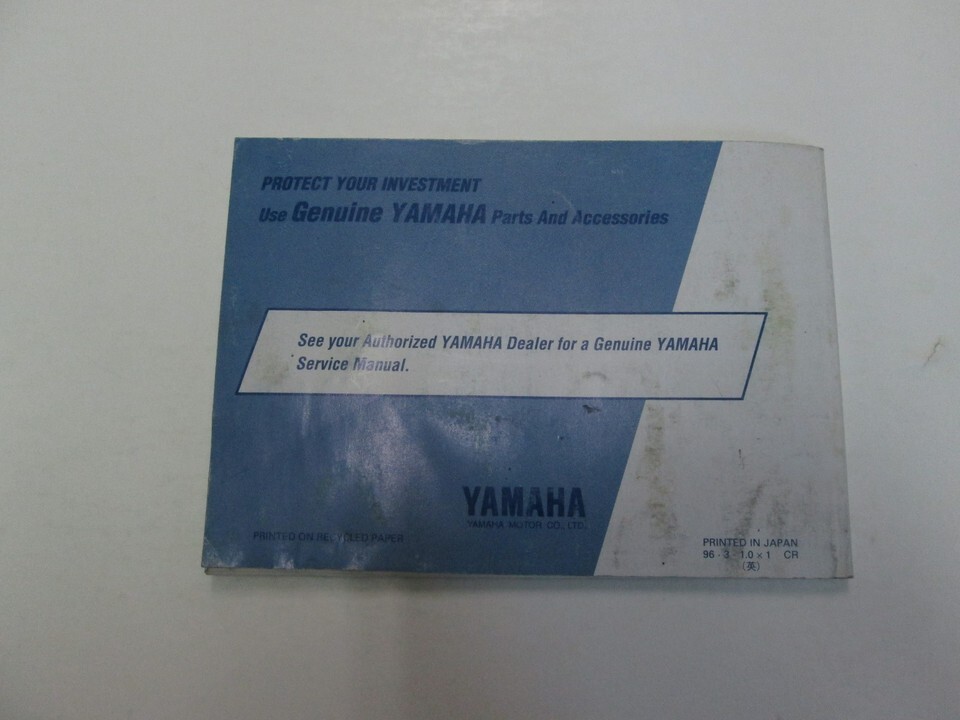 PROTECT YOUR INVESTMENT
Use Genuine YAMAHA Parts And Accessories
See your Authorized YAMAHA Dealer for a Genuine YAMAHA
Service Manual.
YAMAHA
YAMAHA MOTOR CO., LTD.
PRINTED ON RECYCLED PAPER
PRINTED IN JAPAN
96 · 3 - 1.0 × 1 CR
(英)